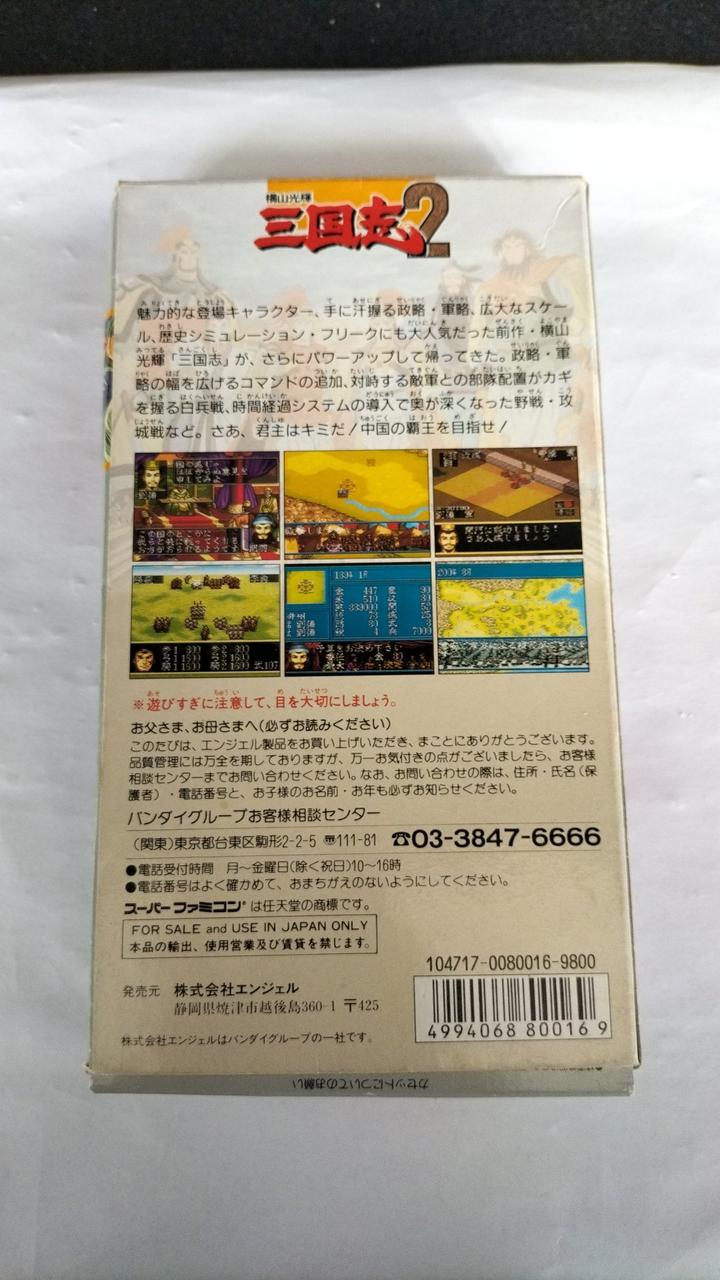 横山光輝
三国志2
魅力的な登場キャラクター、手に汗握る政略・軍略、広大なスケー
ル、歴史シミュレーション・フリークにも大人気だった前作・横山
光輝「三国志」が、さらにパワーアップして帰ってきた。政略・軍
略の幅を広げるコマンドの追加、対峙する敵軍との部隊配置がカギ
を握る白兵戦、時間経過システムの導入で奥が深くなった野戦・攻
城戦など。さあ、君主はキミだ！中国の覇王を目指せ！
※遊びすぎに注意して、目を大切にしましょう。
お父さま、お母さまへ(必ずお読みください)
このたびは、エンジェル製品をお買い上げいただき、まことにありがとうございます。
品質管理には万全を期しておりますが、万一お気付きの点がございましたら、お客様
相談センターまでお問い合わせください。なお、お問い合わせの際は、住所・氏名(保
護者)・電話番号と、お子様のお名前・お年も必ずお知らせください。
バンダイグループお客様相談センター
(関東)東京都台東区駒形2-2-5 〠111-81 ☎03-3847-6666
●電話受付時間 月～金曜日(除く祝日)10～16時
●電話番号はよく確かめて、おまちがえのないようにしてください。
スーパーファミコン®は任天堂の商標です。
FOR SALE and USE IN JAPAN ONLY
本品の輸出、使用営業及び賃貸を禁じます。
104717-0080016-9800
発売元 株式会社エンジェル
静岡県焼津市越後島360-1 〒425
4994068 80016 9
株式会社エンジェルはバンダイグループの一社です。
カセットについてのお願い